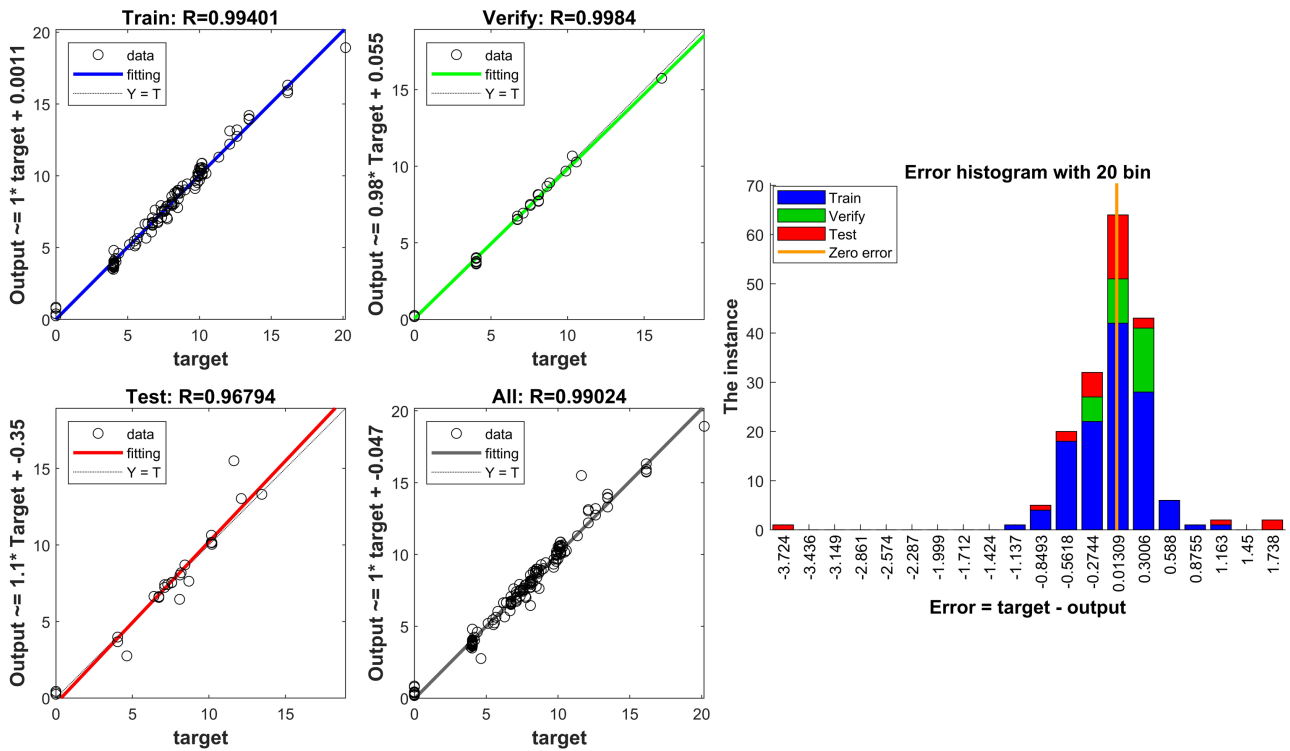 Train: R=0.99401
data
fitting
Y = T
Output ~= 1* target + 0.0011
20
15
10
5
0
0
5
10
15
20
target
Verify: R=0.9984
data
fitting
Y = T
Output ~= 0.98* Target + 0.055
15
10
5
0
0
5
10
15
target
Test: R=0.96794
data
fitting
Y = T
Output ~= 1.1* Target + -0.35
15
10
5
0
0
5
10
15
target
All: R=0.99024
data
fitting
Y = T
Output ~= 1* target + -0.047
20
15
10
5
0
0
5
10
15
20
target
Error histogram with 20 bin
Train
Verify
Test
Zero error
The instance
70
60
50
40
30
20
10
0
-3.724
-3.436
-3.149
-2.861
-2.574
-2.287
-1.999
-1.712
-1.424
-1.137
-0.8493
-0.5618
-0.2744
0.01309
0.3006
0.588
0.8755
1.163
1.45
1.738
Error = target - output